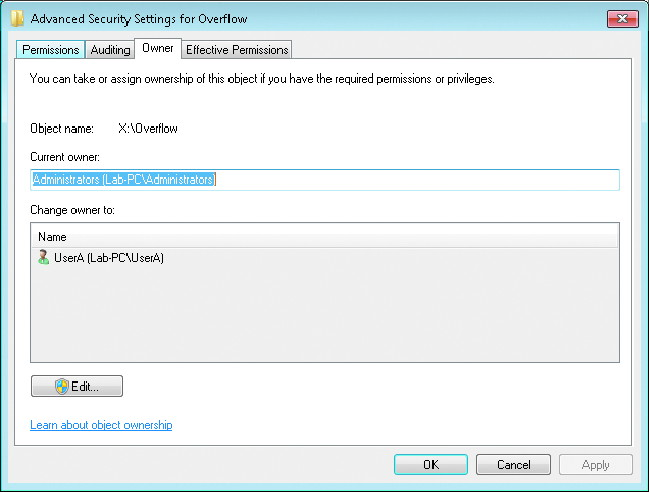 Advanced Security Settings for Overflow
Permissions Auditing Owner Effective Permissions
You can take or assign ownership of this object if you have the required permissions or privileges.
Object name: X:\Overflow
Current owner:
Administrators (Lab-PC\Administrators)
Change owner to:
Name
UserA (Lab-PC\UserA)
Edit...
Learn about object ownership
OK Cancel Apply